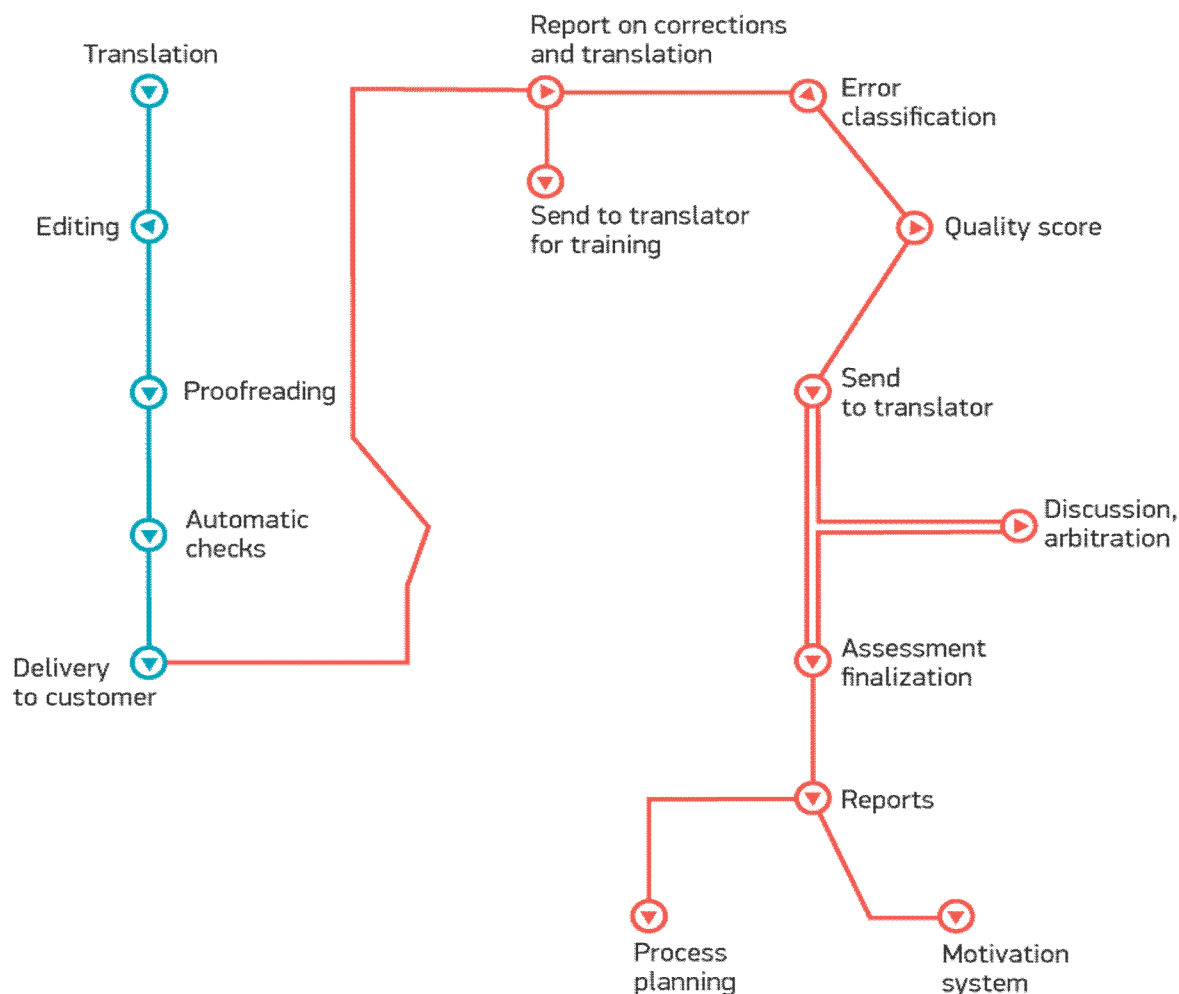 Translation
Editing
Proofreading
Automatic
checks
Delivery
to customer
Report on corrections
and translation
Send to translator
for training
Error
classification
Quality score
Send
to translator
Discussion,
arbitration
Assessment
finalization
Reports
Process
planning
Motivation
system